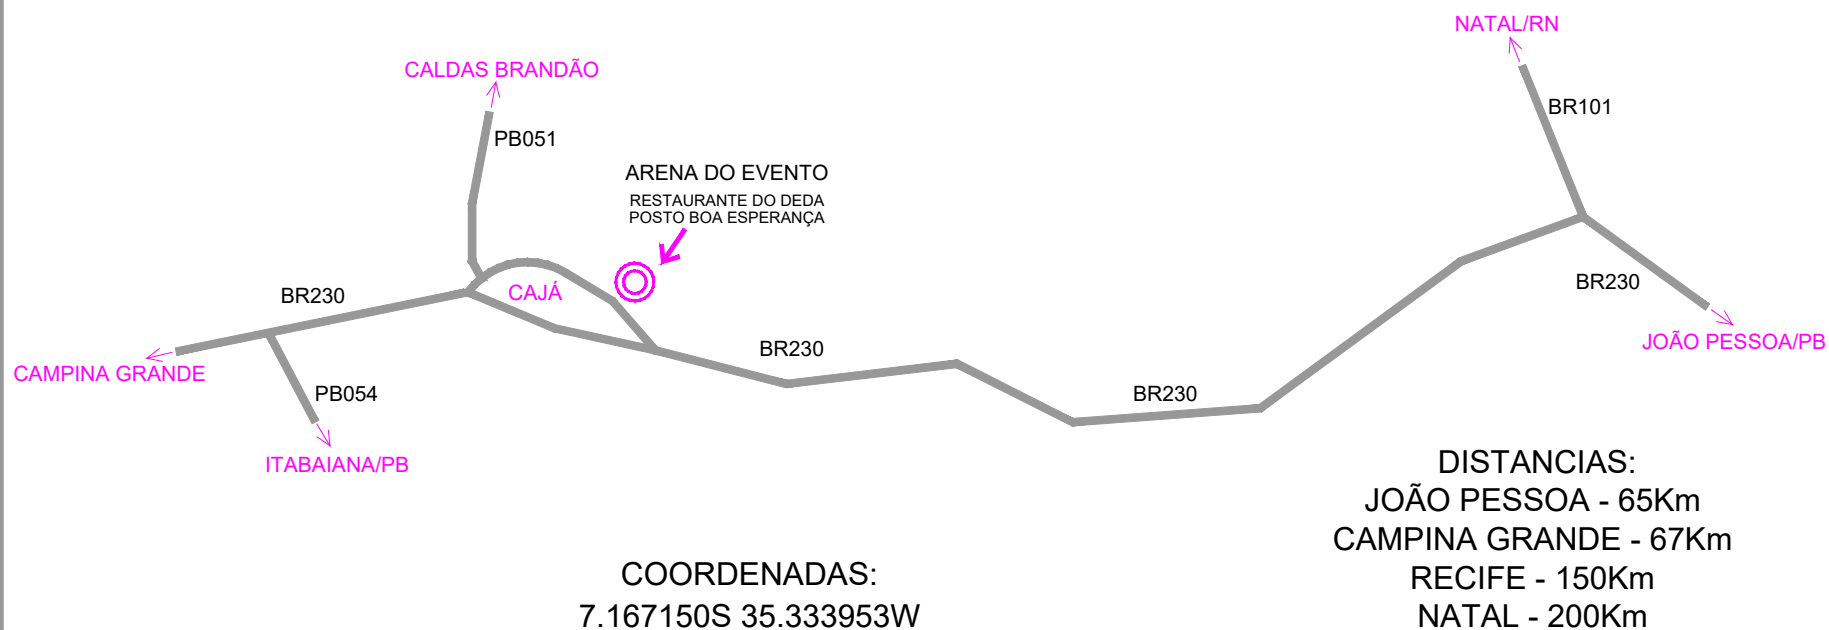 NATAL/RN
CALDAS BRANDÃO
BR101
PB051
ARENA DO EVENTO
RESTAURANTE DO DEDA
POSTO BOA ESPERANÇA
BR230
CAJÁ
BR230
JOÃO PESSOA/PB
BR230
CAMPINA GRANDE
PB054
BR230
ITABAIANA/PB
DISTANCIAS:
JOÃO PESSOA - 65Km
CAMPINA GRANDE - 67Km
RECIFE - 150Km
NATAL - 200Km
COORDENADAS:
7.167150S 35.333953W